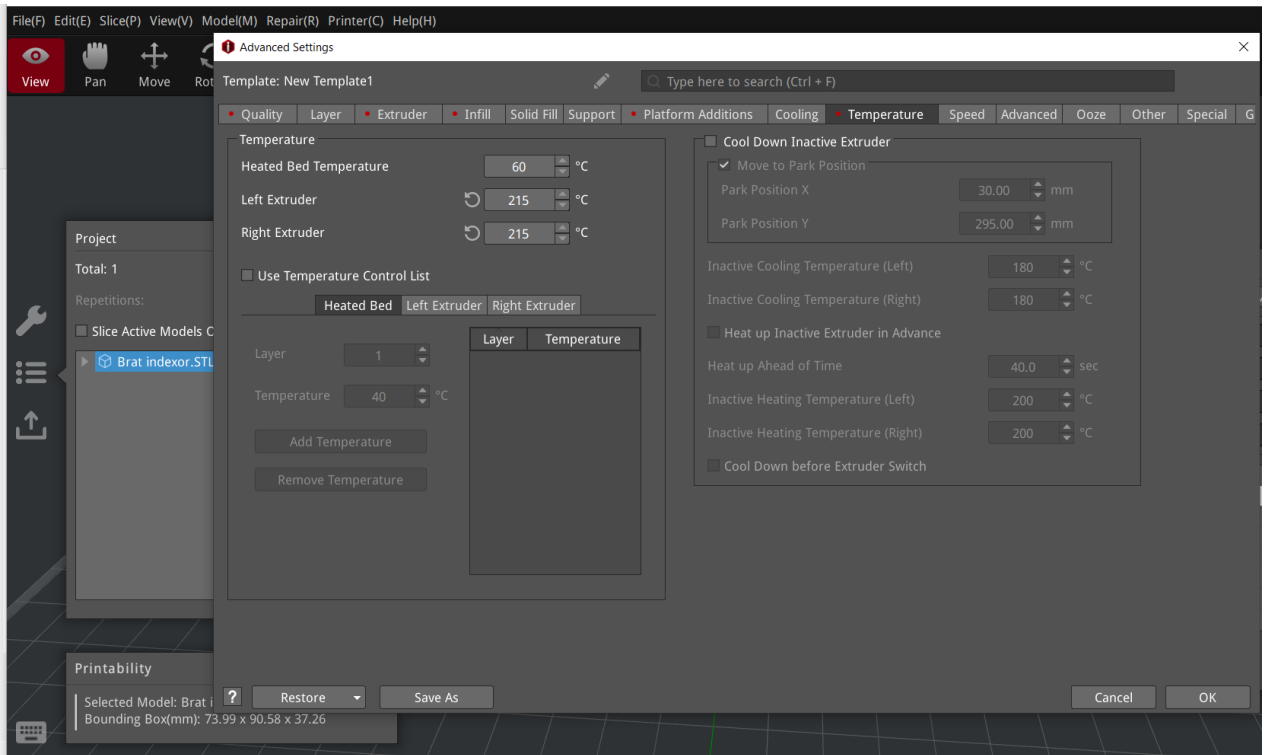 File(F) Edit(E) Slice(P) View(V) Model(M) Repair(R) Printer(C) Help(H)
View Pan Move Rot
Advanced Settings
Template: New Template1
Type here to search (Ctrl + F)
Quality Layer Extruder Infill Solid Fill Support Platform Additions Cooling Temperature Speed Advanced Ooze Other Special G
Temperature
Heated Bed Temperature 60 °C
Left Extruder 215 °C
Right Extruder 215 °C
Use Temperature Control List
Heated Bed Left Extruder Right Extruder
Layer 1
Temperature 40 °C
Add Temperature
Remove Temperature
Layer Temperature
Cool Down Inactive Extruder
Move to Park Position
Park Position X 30.00 mm
Park Position Y 295.00 mm
Inactive Cooling Temperature (Left) 180 °C
Inactive Cooling Temperature (Right) 180 °C
Heat up Inactive Extruder in Advance
Heat up Ahead of Time 40.0 sec
Inactive Heating Temperature (Left) 200 °C
Inactive Heating Temperature (Right) 200 °C
Cool Down before Extruder Switch
Project
Total: 1
Repetitions:
Slice Active Models O
Brat indexor.STL
Printability
Selected Model: Brat i
Bounding Box(mm): 73.99 x 90.58 x 37.26
? Restore Save As Cancel OK